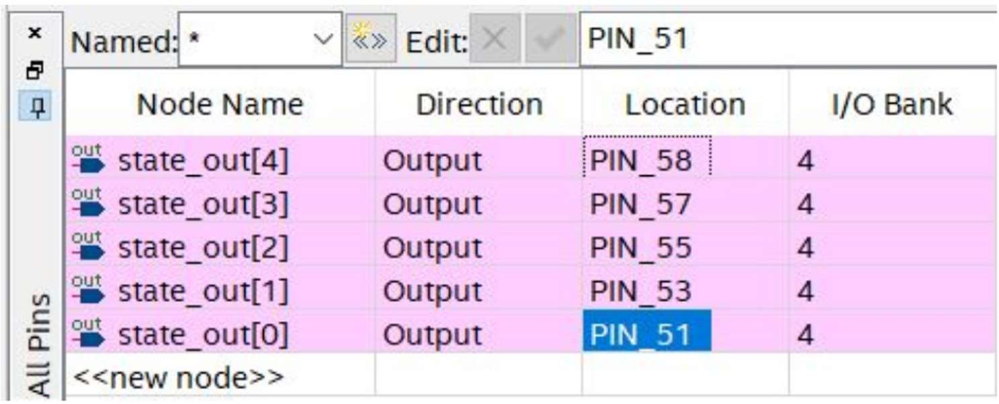 Named: * Edit: PIN_51
Node Name Direction Location I/O Bank
out state_out[4] Output PIN_58 4
out state_out[3] Output PIN_57 4
out state_out[2] Output PIN_55 4
out state_out[1] Output PIN_53 4
out state_out[0] Output PIN_51 4
<<new node>>
All Pins